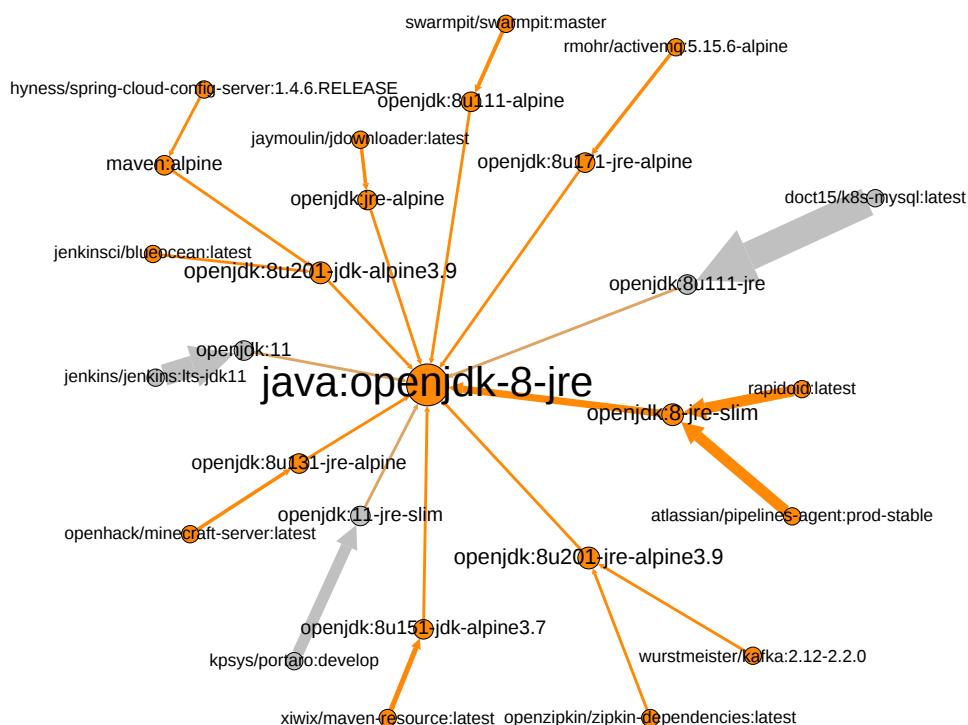 swarmpit/swarmpit:master
rmohr/activemq:5.15.6-alpine
hyness/spring-cloud-config-server:1.4.6.RELEASE
openjdk:8u111-alpine
jaymoulin/jdownloader:latest
maven:alpine
openjdk:8u171-jre-alpine
openjdk:jre-alpine
doct15/k8s-mysql:latest
jenkinsci/blueocean:latest
openjdk:8u201-jdk-alpine3.9
openjdk:8u111-jre
openjdk:11
jenkins/jenkins:lts-jdk11
java:openjdk-8-jre
rapidoid:latest
openjdk:8-jre-slim
openjdk:8u131-jre-alpine
openjdk:11-jre-slim
atlassian/pipelines-agent:prod-stable
openhack/minecraft-server:latest
openjdk:8u201-jre-alpine3.9
openjdk:8u151-jdk-alpine3.7
wurstmeister/kafka:2.12-2.2.0
kpsys/portaro:develop
xiwix/maven-resource:latest
openzipkin/zipkin-dependencies:latest